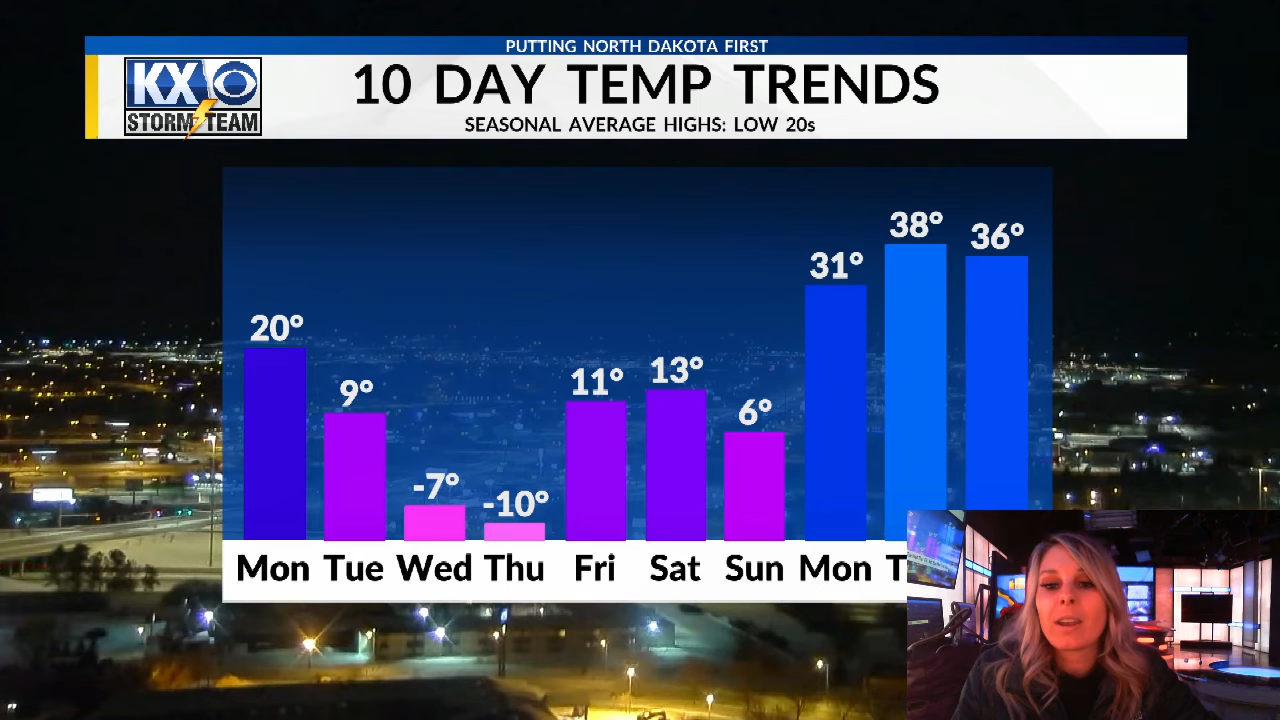 PUTTING NORTH DAKOTA FIRST
KX
STORM TEAM
10 DAY TEMP TRENDS
SEASONAL AVERAGE HIGHS: LOW 20s
20° 9° -7° -10° 11° 13° 6° 31° 38° 36°
Mon Tue Wed Thu Fri Sat Sun Mon T